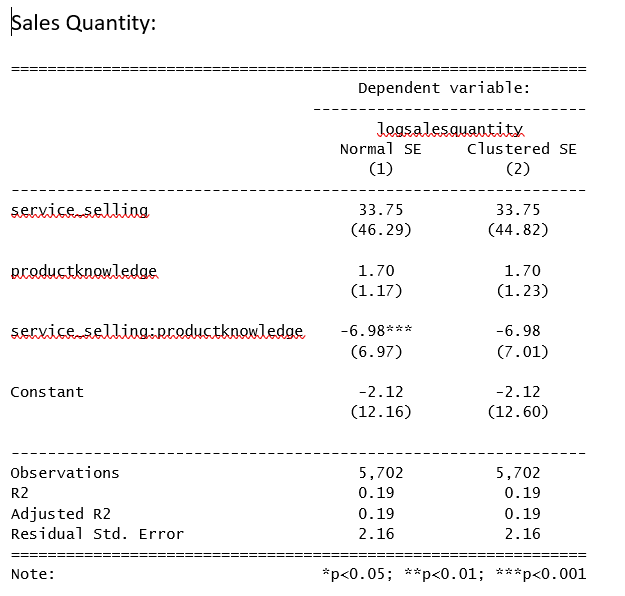 Sales Quantity:
===============================================================
Dependent variable:
------------------------------
logsalesquantity
Normal SE Clustered SE
(1) (2)
---------------------------------------------------------------
service_selling 33.75 33.75
(46.29) (44.82)
productknowledge 1.70 1.70
(1.17) (1.23)
service_selling:productknowledge -6.98*** -6.98
(6.97) (7.01)
Constant -2.12 -2.12
(12.16) (12.60)
---------------------------------------------------------------
Observations 5,702 5,702
R2 0.19 0.19
Adjusted R2 0.19 0.19
Residual Std. Error 2.16 2.16
===============================================================
Note: *p<0.05; **p<0.01; ***p<0.001